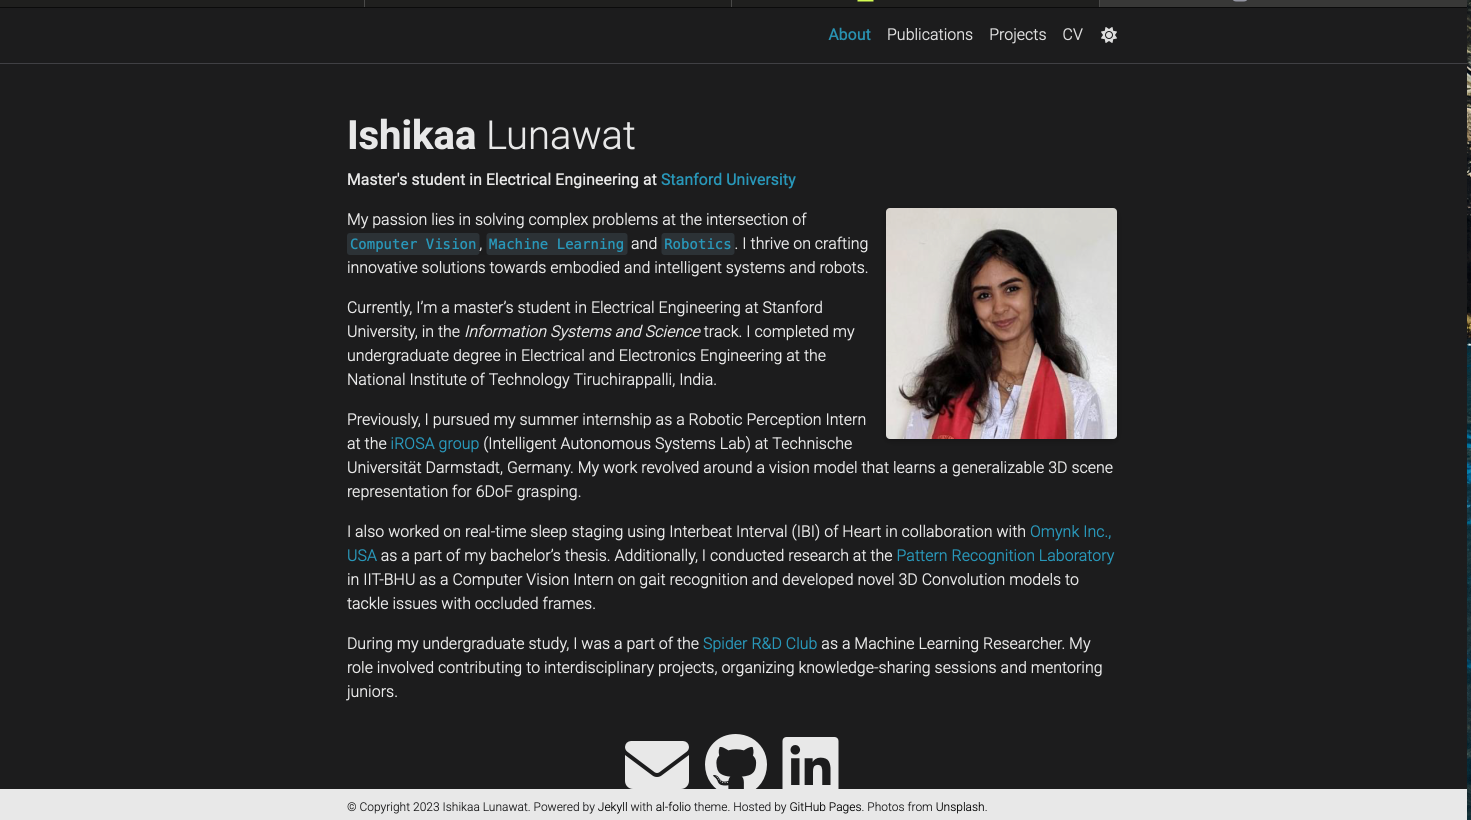 About Publications Projects CV
Ishikaa Lunawat
Master's student in Electrical Engineering at Stanford University
My passion lies in solving complex problems at the intersection of
Computer Vision, Machine Learning and Robotics. I thrive on crafting
innovative solutions towards embodied and intelligent systems and robots.
Currently, I’m a master’s student in Electrical Engineering at Stanford
University, in the Information Systems and Science track. I completed my
undergraduate degree in Electrical and Electronics Engineering at the
National Institute of Technology Tiruchirappalli, India.
Previously, I pursued my summer internship as a Robotic Perception Intern
at the iROSA group (Intelligent Autonomous Systems Lab) at Technische
Universität Darmstadt, Germany. My work revolved around a vision model that learns a generalizable 3D scene
representation for 6DoF grasping.
I also worked on real-time sleep staging using Interbeat Interval (IBI) of Heart in collaboration with Omynk Inc.,
USA as a part of my bachelor’s thesis. Additionally, I conducted research at the Pattern Recognition Laboratory
in IIT-BHU as a Computer Vision Intern on gait recognition and developed novel 3D Convolution models to
tackle issues with occluded frames.
During my undergraduate study, I was a part of the Spider R&D Club as a Machine Learning Researcher. My
role involved contributing to interdisciplinary projects, organizing knowledge-sharing sessions and mentoring
juniors.
in
© Copyright 2023 Ishikaa Lunawat. Powered by Jekyll with al-folio theme. Hosted by GitHub Pages. Photos from Unsplash.